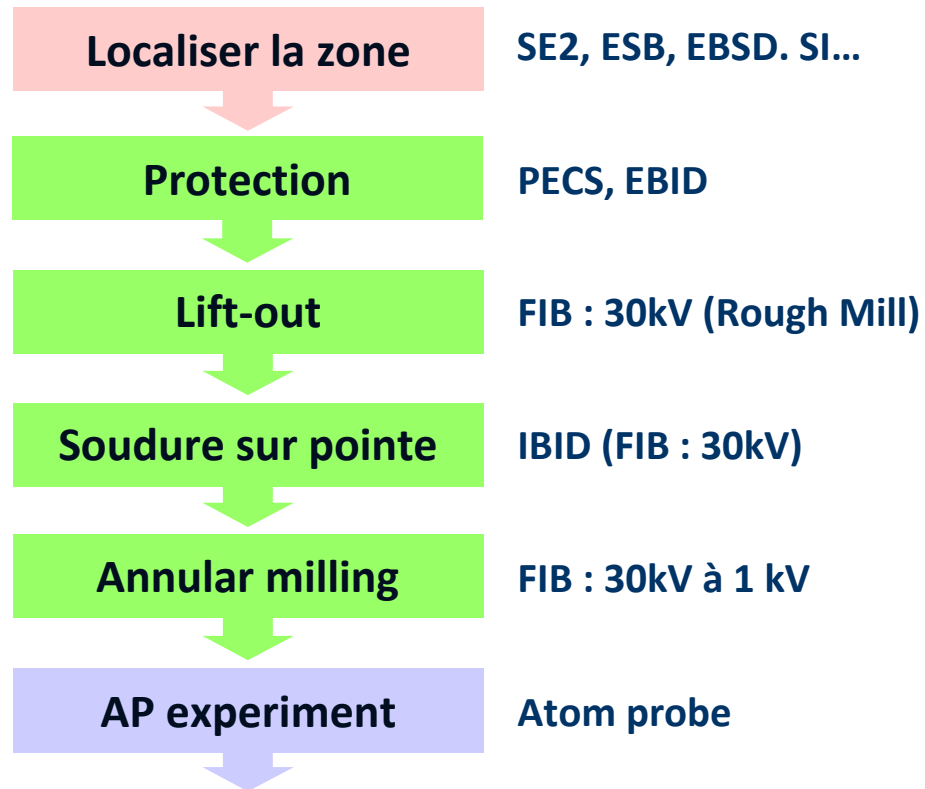 Localiser la zone SE2, ESB, EBSD. SI…
Protection PECS, EBID
Lift-out FIB : 30kV (Rough Mill)
Soudure sur pointe IBID (FIB : 30kV)
Annular milling FIB : 30kV à 1 kV
AP experiment Atom probe